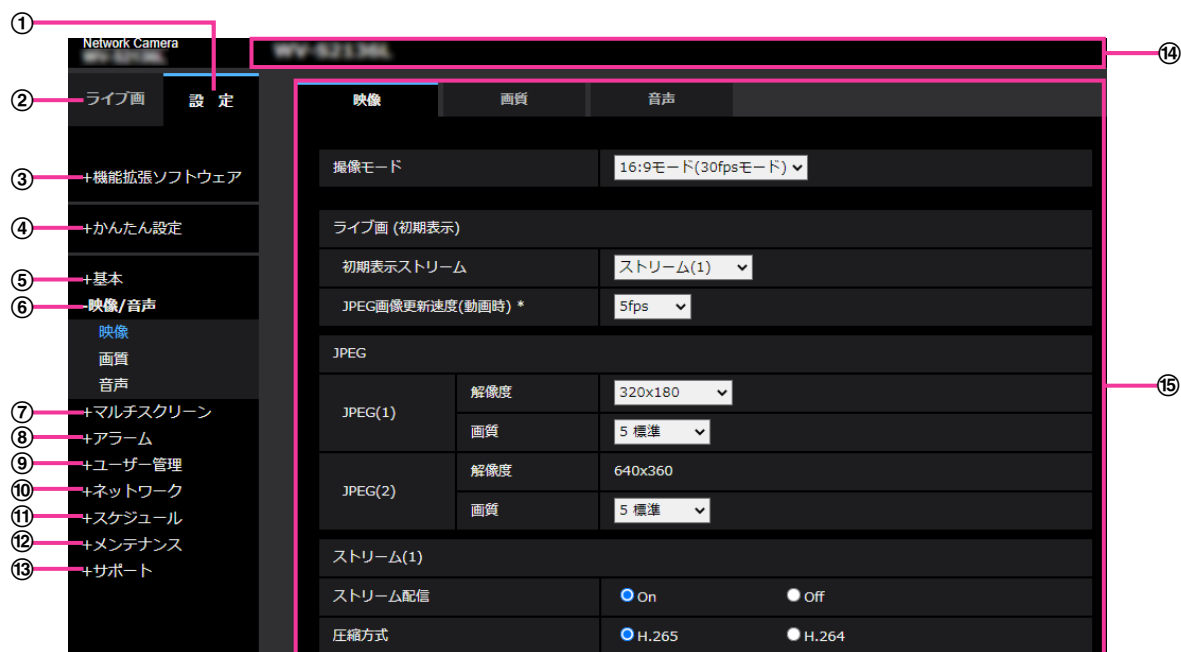 ①
Network Camera
WV-S2136L
⑭
② ライブ画 設 定
映像 画質 音声
③ +機能拡張ソフトウェア
撮像モード 16:9モード(30fpsモード)
④ +かんたん設定
ライブ画 (初期表示)
⑤ +基本
初期表示ストリーム ストリーム(1)
⑥ -映像/音声
JPEG画像更新速度(動画時) * 5fps
映像
画質
音声
JPEG
⑮
JPEG(1) 解像度 320x180
画質 5 標準
JPEG(2) 解像度 640x360
画質 5 標準
⑦ +マルチスクリーン
⑧ +アラーム
⑨ +ユーザー管理
⑩ +ネットワーク
⑪ +スケジュール
⑫ +メンテナンス
⑬ +サポート
ストリーム(1)
ストリーム配信 On Off
圧縮方式 H.265 H.264